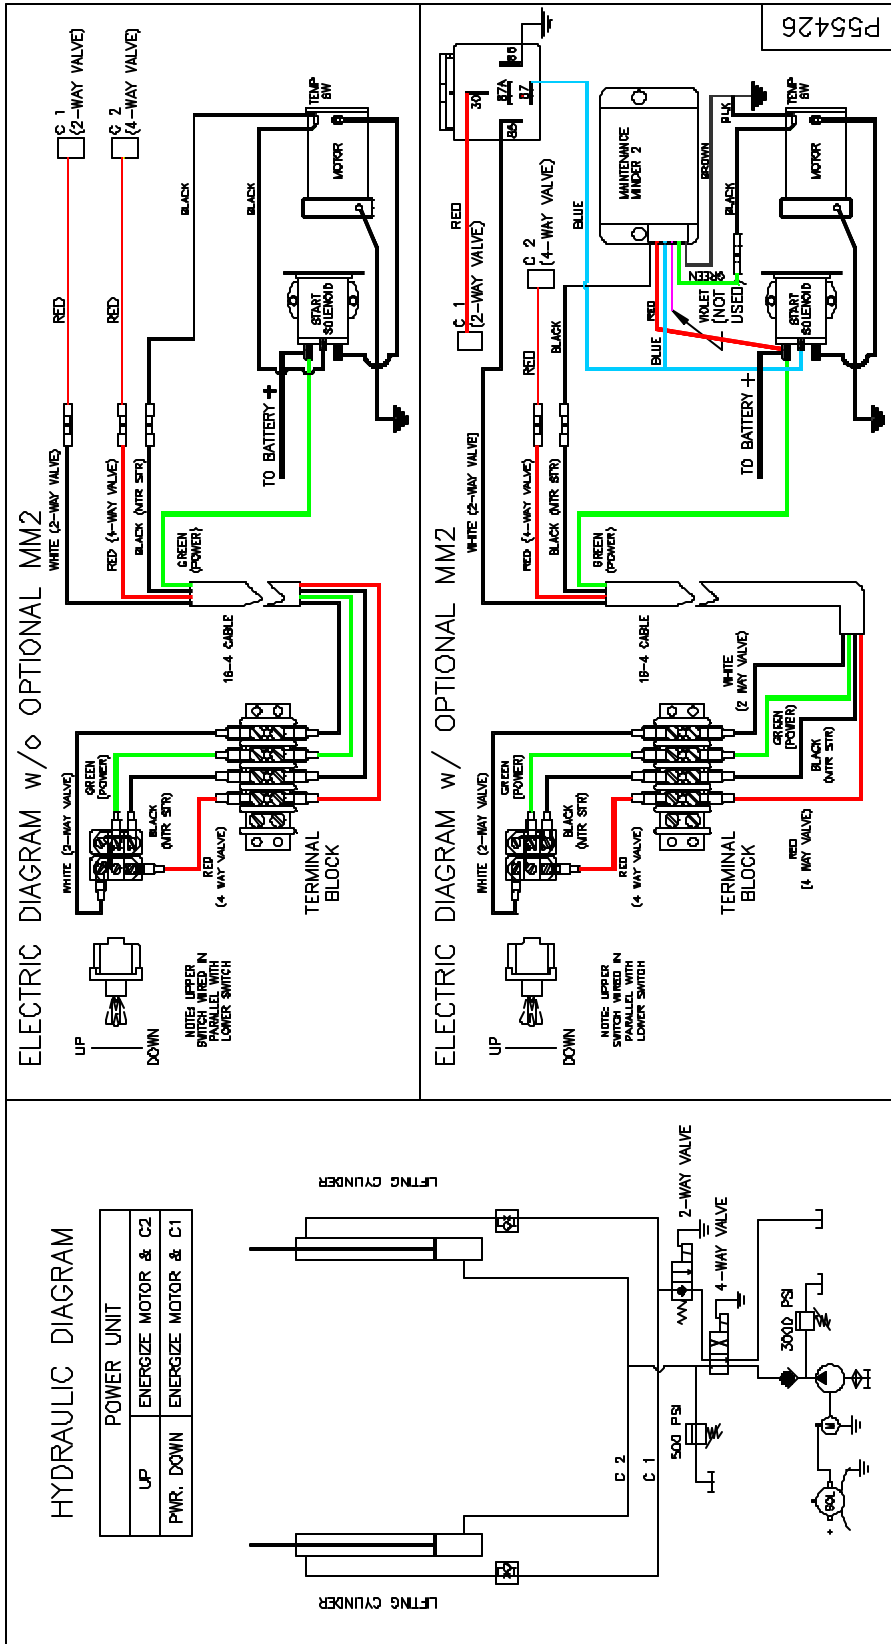 P55426
ELECTRIC DIAGRAM w/o OPTIONAL MM2
C 1
(2-WAY VALVE)
C 2
(4-WAY VALVE)
RED
RED
BLACK
BLACK
TEMP
SW
MOTOR
START
SOLENOID
TO BATTERY +
WHITE (2-WAY VALVE)
RED (4-WAY VALVE)
BLACK (MTR STR)
GREEN
(POWER)
16-4 CABLE
WHITE (2-WAY VALVE)
GREEN
(POWER)
BLACK
(MTR STR)
RED
(4 WAY VALVE)
TERMINAL
BLOCK
UP
DOWN
NOTE: UPPER
SWITCH WIRED IN
PARALLEL WITH
LOWER SWITCH
ELECTRIC DIAGRAM w/ OPTIONAL MM2
86
30
87A
87
85
RED
C 1
(2-WAY VALVE)
C 2
(4-WAY VALVE)
RED
BLACK
BLUE
MAINTENANCE
MINDER 2
BROWN
BLK
BLACK
GREEN
RED
BLUE
VIOLET
(NOT
USED)
TEMP
SW
MOTOR
START
SOLENOID
TO BATTERY +
WHITE (2-WAY VALVE)
RED (4-WAY VALVE)
BLACK (MTR STR)
GREEN
(POWER)
16-4 CABLE
WHITE
(2 WAY VALVE)
GREEN
(POWER)
BLACK
(MTR STR)
RED
(4 WAY VALVE)
WHITE (2-WAY VALVE)
GREEN
(POWER)
BLACK
(MTR STR)
RED
(4 WAY VALVE)
TERMINAL
BLOCK
UP
DOWN
NOTE: UPPER
SWITCH WIRED IN
PARALLEL WITH
LOWER SWITCH
HYDRAULIC DIAGRAM
POWER UNIT
UP ENERGIZE MOTOR & C2
PWR. DOWN ENERGIZE MOTOR & C1
LIFTING CYLINDER
LIFTING CYLINDER
2-WAY VALVE
4-WAY VALVE
C 2
C 1
500 PSI
3000 PSI
M
SOL
+